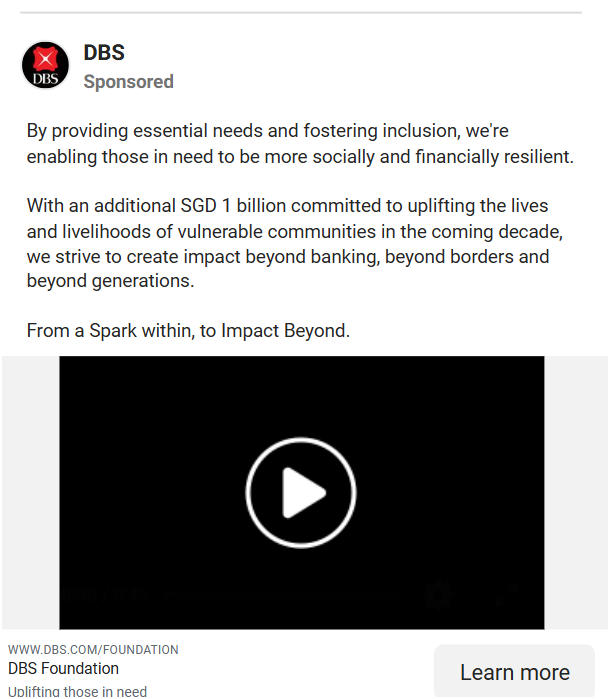 DBS
DBS
Sponsored
By providing essential needs and fostering inclusion, we're
enabling those in need to be more socially and financially resilient.
With an additional SGD 1 billion committed to uplifting the lives
and livelihoods of vulnerable communities in the coming decade,
we strive to create impact beyond banking, beyond borders and
beyond generations.
From a Spark within, to Impact Beyond.
WWW.DBS.COM/FOUNDATION
DBS Foundation
Uplifting those in need
Learn more